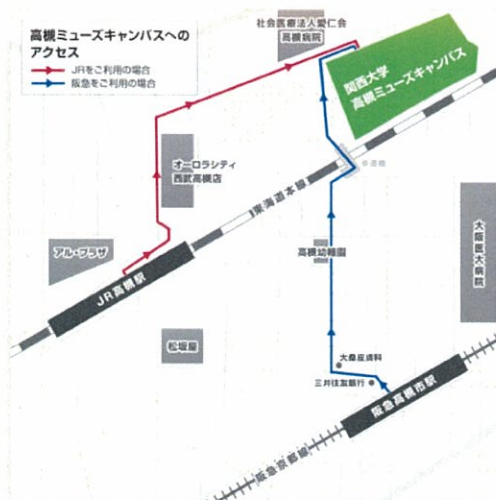 高槻ミューズキャンパスへの
アクセス
JRをご利用の場合
阪急をご利用の場合
社会医療法人愛仁会
高槻病院
関西大学
高槻ミューズキャンパス
オーロラシティ
西武高槻店
東海道本線
歩道橋
アル・プラザ
JR高槻駅
高槻幼稚園
大阪医大病院
松坂屋
大桑皮膚科
三井住友銀行
阪急高槻市駅
阪急京都線